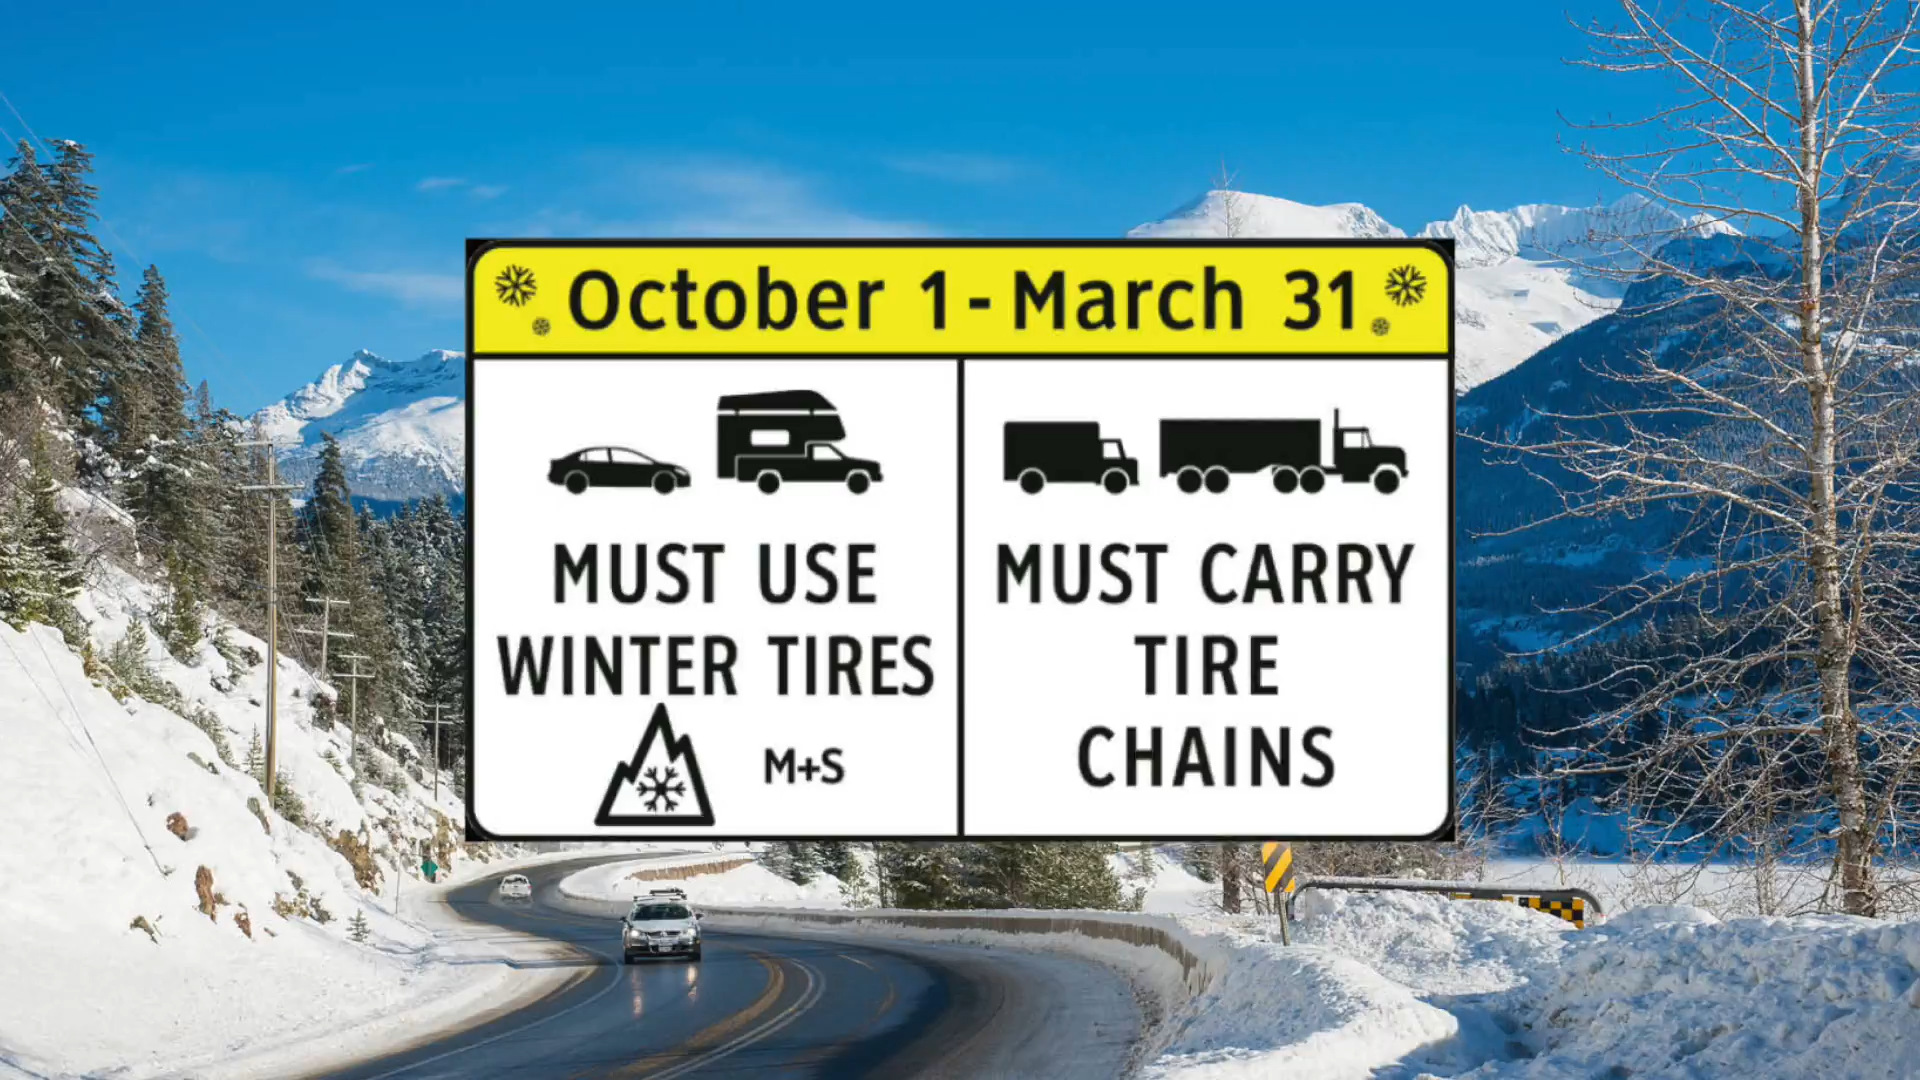 October 1 - March 31
MUST USE
WINTER TIRES
M+S
MUST CARRY
TIRE
CHAINS